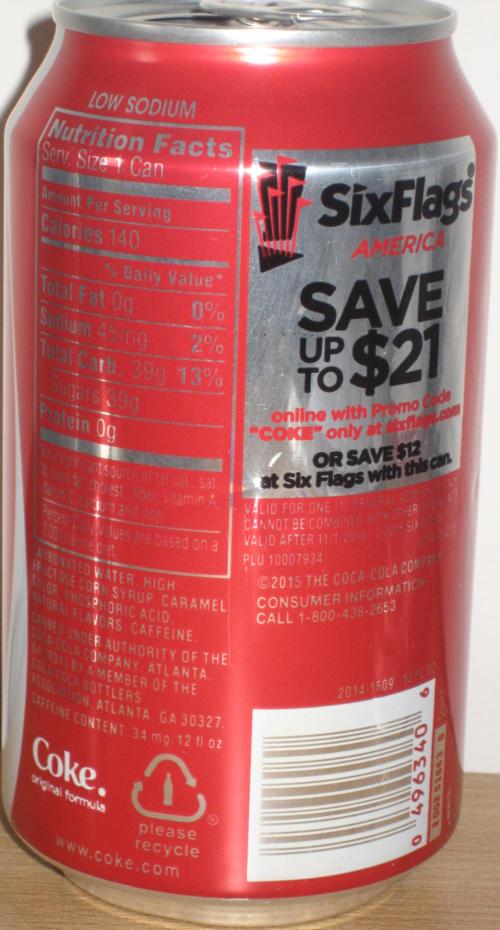 LOW SODIUM
Nutrition Facts
Serv. Size 1 Can
Amount Per Serving
Calories 140
% Daily Value*
Total Fat 0g 0%
Sodium 45mg 2%
Total Carb. 39g 13%
Sugars 39g
Protein 0g
significant source of fat cal., sat.
fat, cholest., fiber, vitamin A,
vitamin C, calcium and iron.
Percent Daily Values are based on a
calorie diet.
CARBONATED WATER, HIGH
FRUCTOSE CORN SYRUP, CARAMEL
COLOR, PHOSPHORIC ACID,
NATURAL FLAVORS, CAFFEINE.
CANNED UNDER AUTHORITY OF THE
COCA-COLA COMPANY, ATLANTA,
GA 30313 BY A MEMBER OF THE
COCA-COLA BOTTLERS
ASSOCIATION, ATLANTA, GA 30327.
CAFFEINE CONTENT: 34 mg/12 fl oz
Coke.
original formula
please
recycle
®
www.coke.com
SixFlags®
AMERICA
SAVE
UP
TO $21
online with Promo Code
"COKE" only at sixflags.com
OR SAVE $12
at Six Flags with this can.
VALID FOR ONE (1) GENERAL ADMISSION. NO
CANNOT BE COMBINED WITH OTHER
VALID AFTER 11/1/2015. ©2015 SIX FLAGS
PLU 10007934
©2015 THE COCA-COLA COMPANY
CONSUMER INFORMATION
CALL 1-800-438-2653
2014-1509 12 FL OZ
0 496340 6